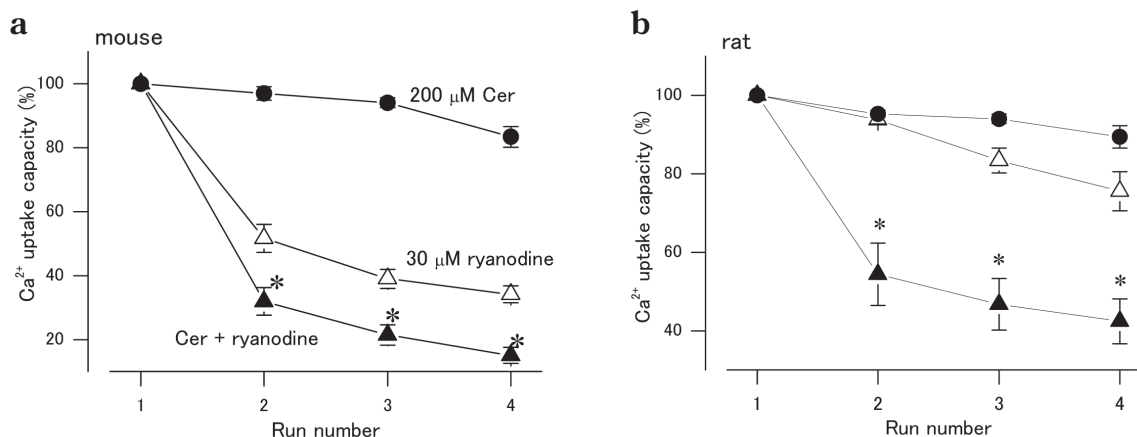 a
mouse
Ca2+ uptake capacity (%)
100
80
60
40
20
200 μM Cer
30 μM ryanodine
*
*
*
Cer + ryanodine
1 2 3 4
Run number
b
rat
Ca2+ uptake capacity (%)
100
80
60
40
*
*
*
1 2 3 4
Run number